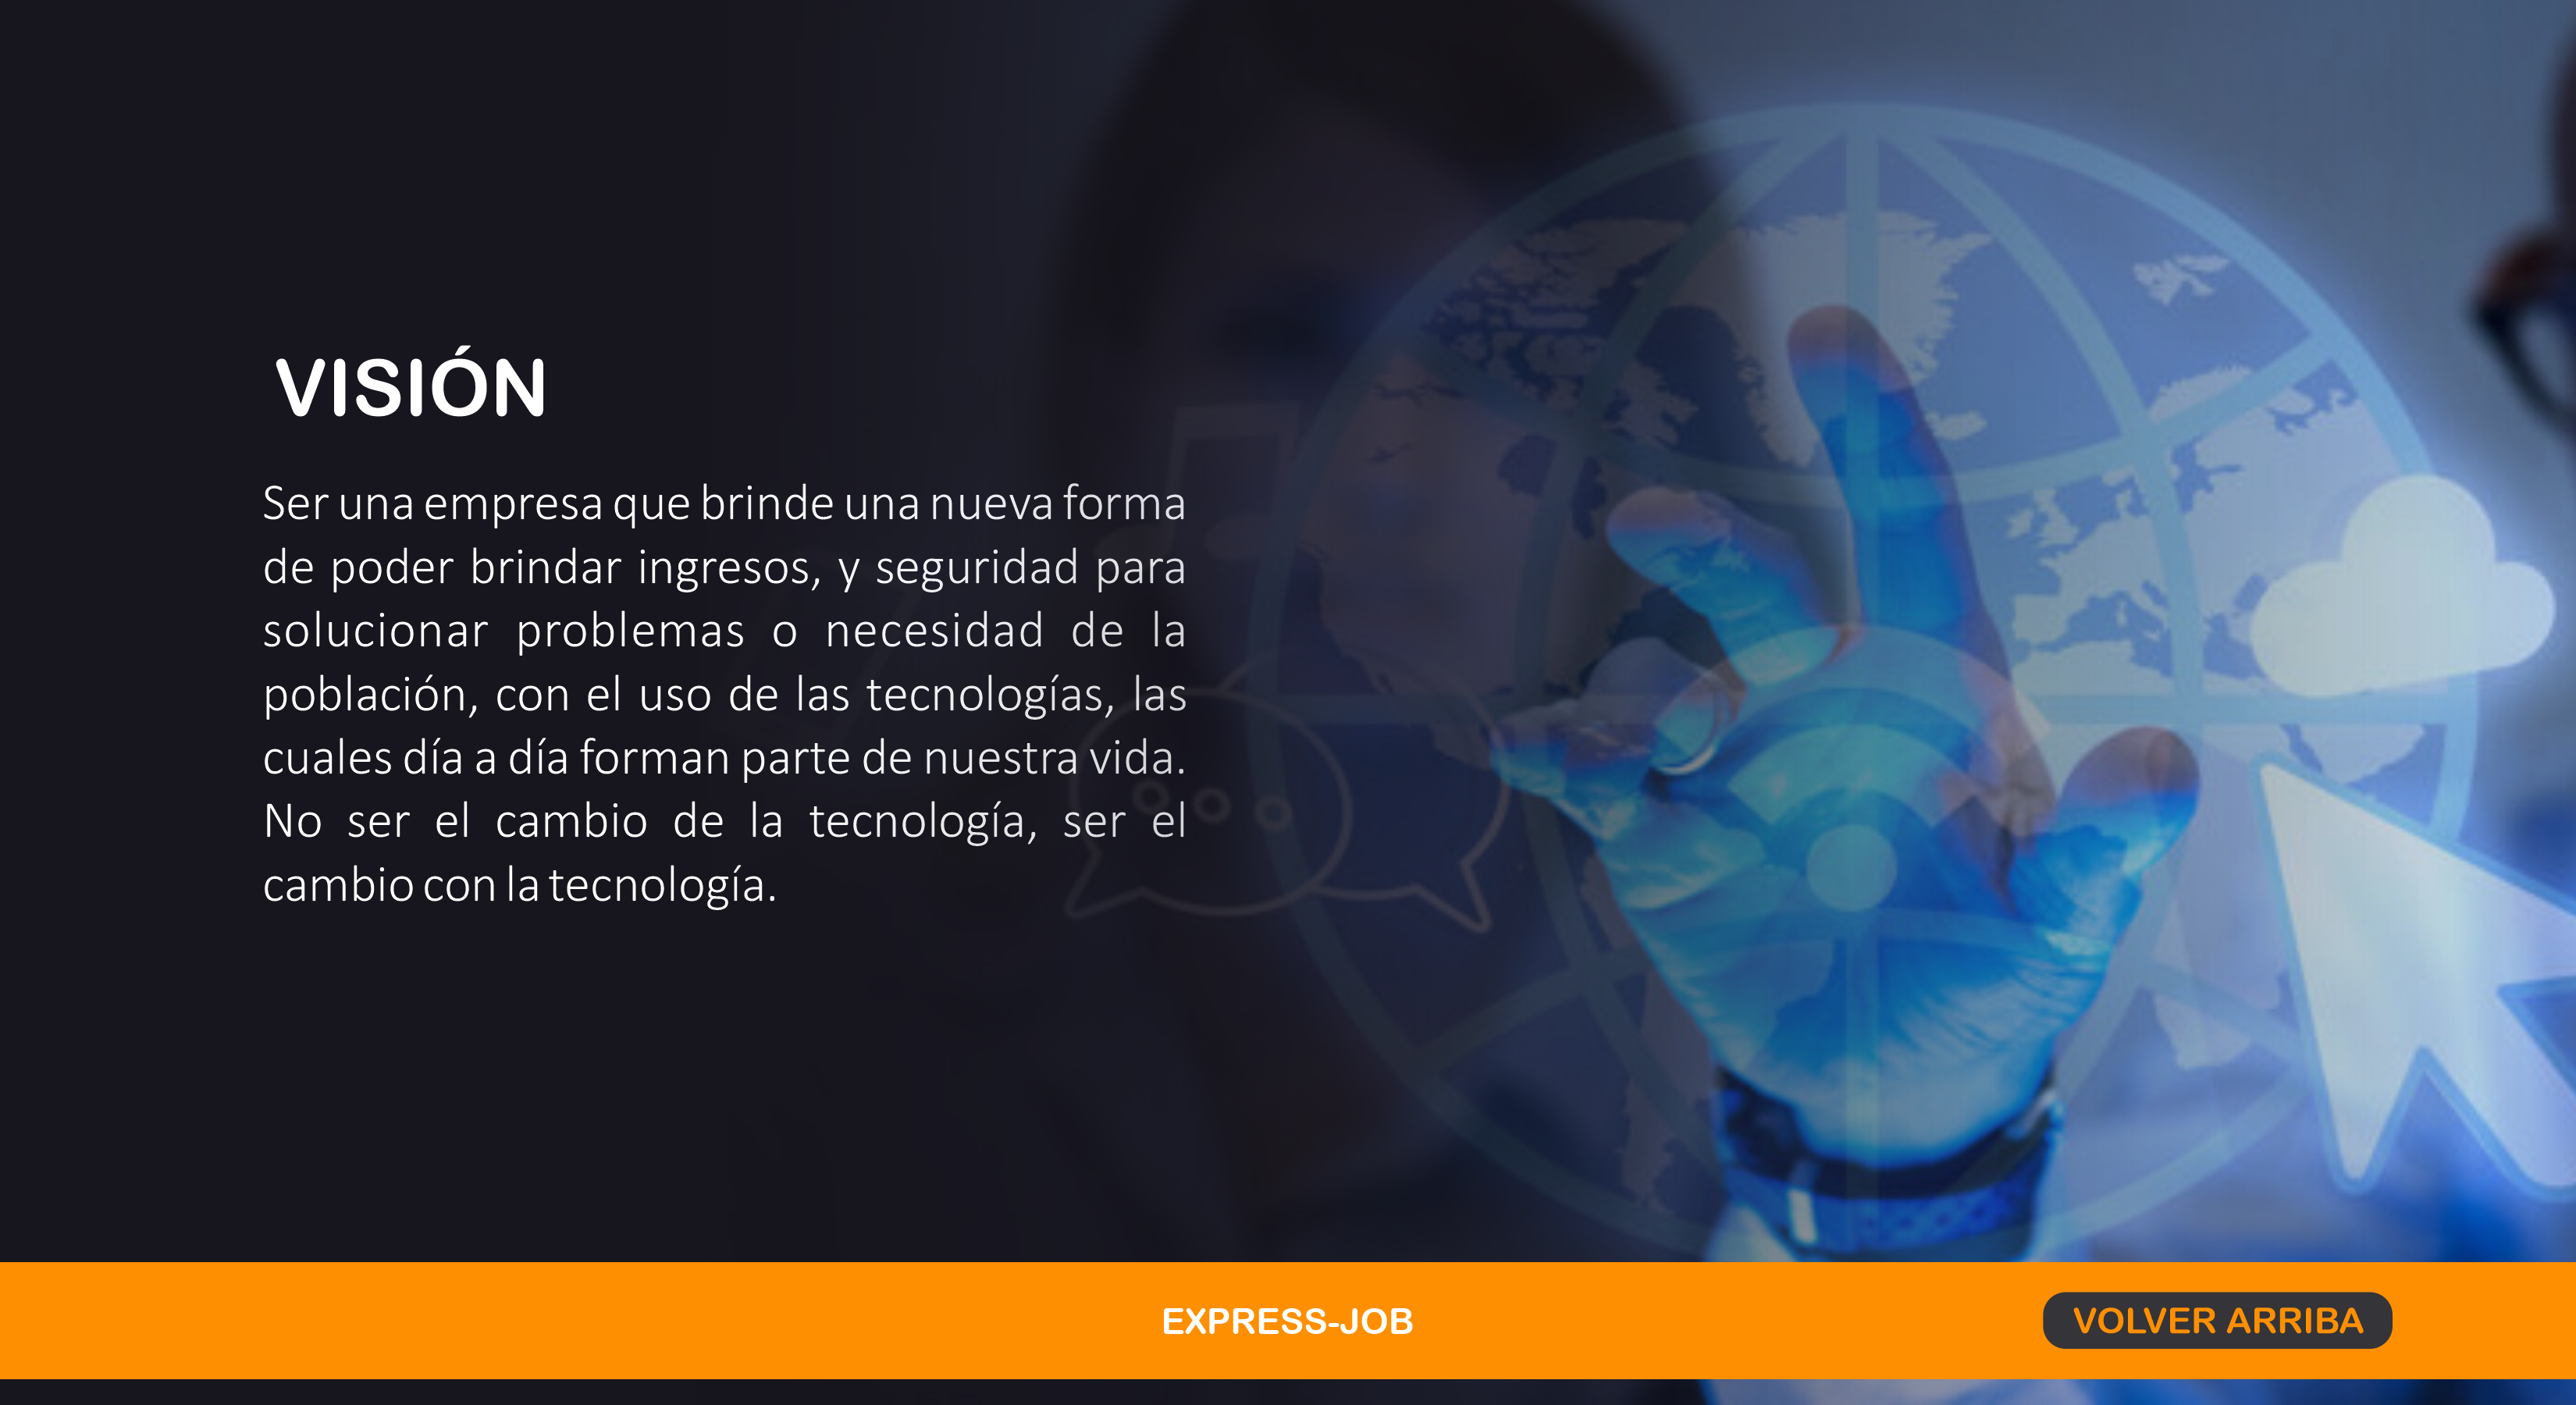 VISIÓN
Ser una empresa que brinde una nueva forma
de poder brindar ingresos, y seguridad para
solucionar problemas o necesidad de la
población, con el uso de las tecnologías, las
cuales día a día forman parte de nuestra vida.
No ser el cambio de la tecnología, ser el
cambio con la tecnología.
EXPRESS-JOB
VOLVER ARRIBA